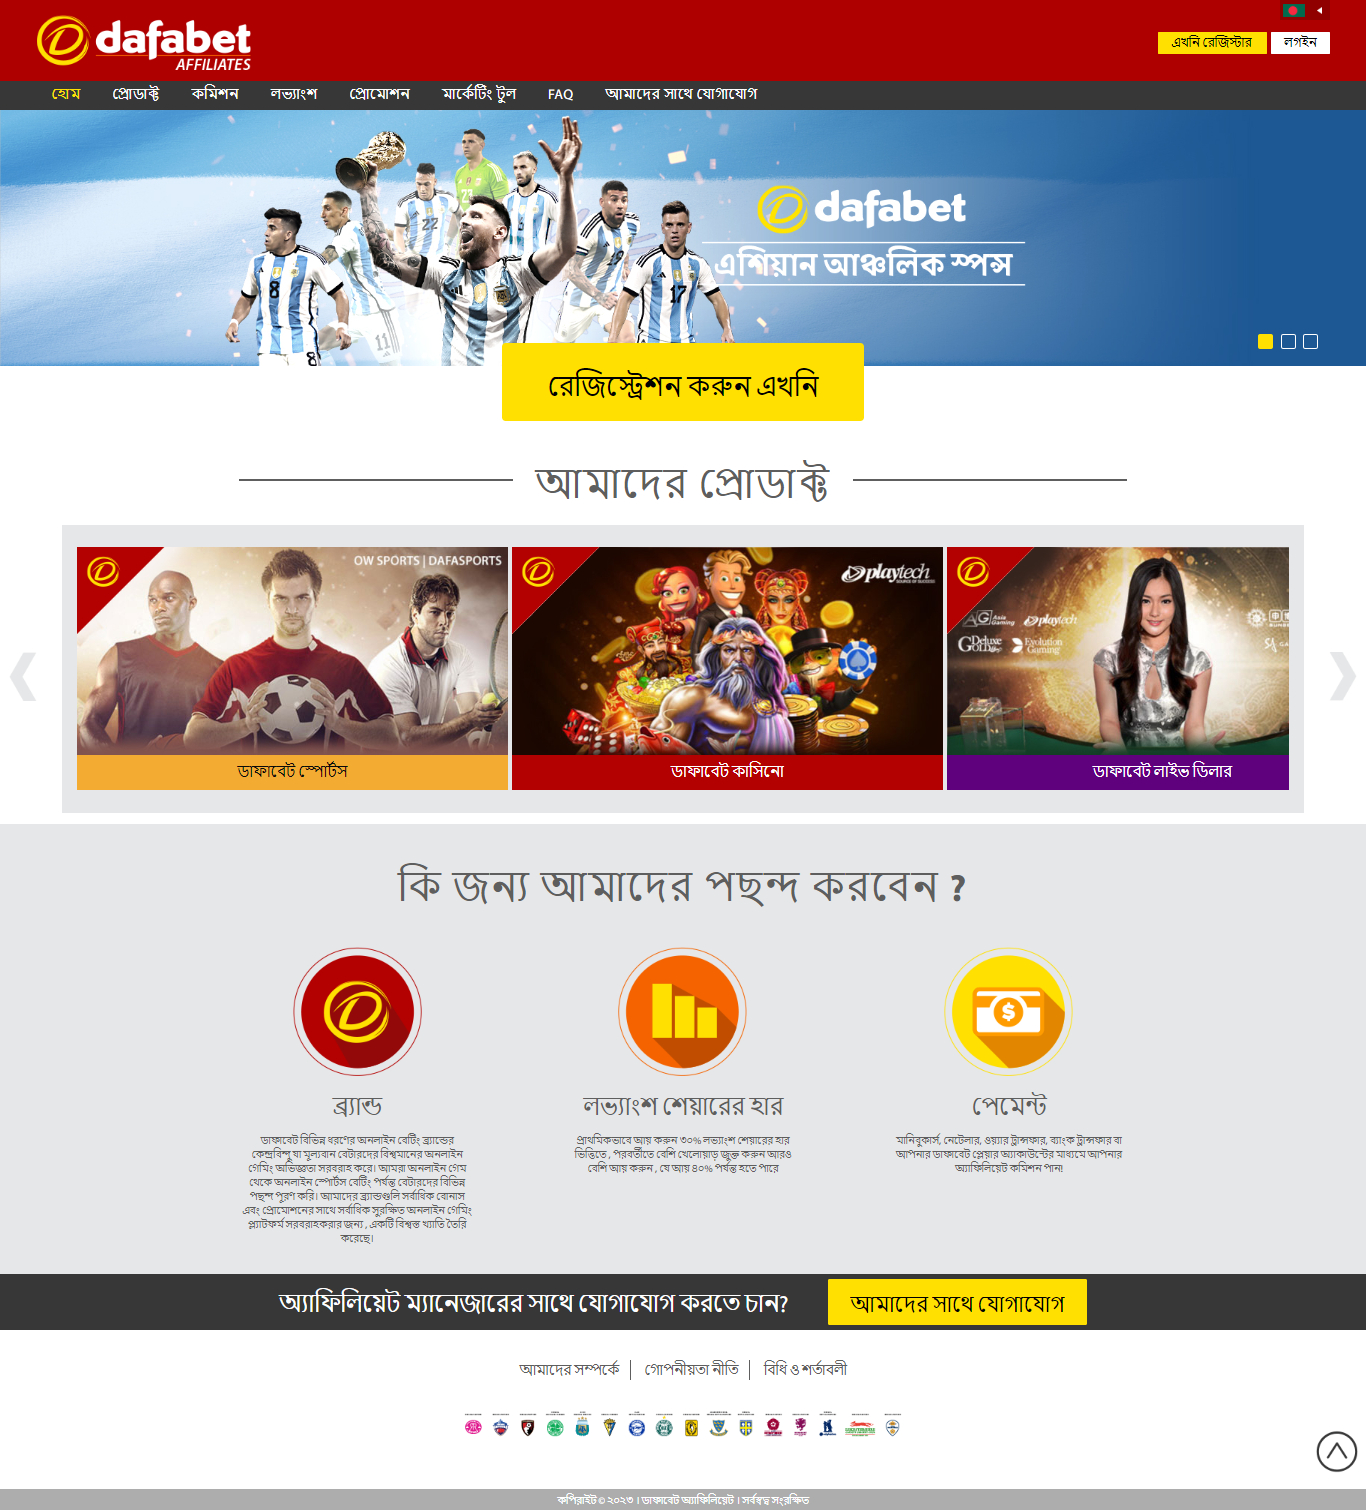 dafabet
AFFILIATES
এখনি রেজিস্টার
লগইন
হোম প্রোডাক্ট কমিশন লভ্যাংশ প্রোমোশন মার্কেটিং টুল FAQ আমাদের সাথে যোগাযোগ
dafabet
এশিয়ান আঞ্চলিক স্পন্স
রেজিস্ট্রেশন করুন এখনি
আমাদের প্রোডাক্ট
OW SPORTS | DAFASPORTS
playtech
SOURCE OF SUCCESS
AG Asia Gaming playtech
Deluxe GOLD Evolution Gaming
ডাফাবেট স্পোর্টস
ডাফাবেট কাসিনো
ডাফাবেট লাইভ ডিলার
কি জন্য আমাদের পছন্দ করবেন ?
ব্র্যান্ড
ডাফাবেট বিভিন্ন ধরণের অনলাইন বেটিং ব্র্যান্ডের
কেন্দ্রবিন্দু যা মূল্যবান বেটারদের বিশ্বমানের অনলাইন
গেমিং অভিজ্ঞতা সরবরাহ করে। আমরা অনলাইন গেম
থেকে অনলাইন স্পোর্টস বেটিং পর্যন্ত বেটারদের বিভিন্ন
পছন্দ পূরণ করি। আমাদের ব্র্যান্ডগুলি সর্বাধিক বোনাস
এবং প্রোমোশনের সাথে সর্বাধিক সুরক্ষিত অনলাইন গেমিং
প্ল্যাটফর্ম সরবরাহকরার জন্য , একটি বিশ্বস্ত খ্যাতি তৈরি
করেছে।
লভ্যাংশ শেয়ারের হার
প্রাথমিকভাবে আয় করুন ৩০% লভ্যাংশ শেয়ারের হার
ভিত্তিতে , পরবর্তীতে বেশি খেলোয়াড় জুক্ত করুন আরও
বেশি আয় করুন , যে আয় ৪০% পর্যন্ত হতে পারে
পেমেন্ট
মানিবুকার্স, নেটেলার, ওয়্যার ট্রান্সফার, ব্যাংক ট্রান্সফার বা
আপনার ডাফাবেট প্লেয়ার অ্যাকাউন্টের মাধ্যমে আপনার
অ্যাফিলিয়েট কমিশন পান!
অ্যাফিলিয়েট ম্যানেজারের সাথে যোগাযোগ করতে চান?
আমাদের সাথে যোগাযোগ
আমাদের সম্পর্কে গোপনীয়তা নীতি বিধি ও শর্তাবলী
কপিরাইট © ২০২৩ । ডাফাবেট অ্যাফিলিয়েট । সর্বস্বত্ব সংরক্ষিত